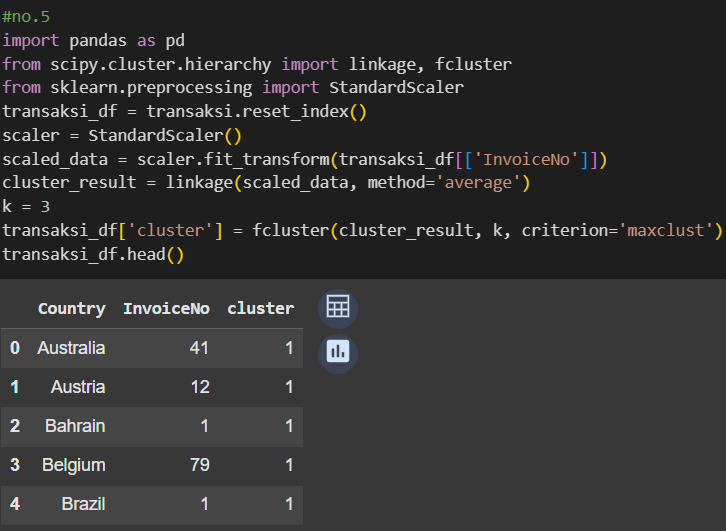 #no.5
import pandas as pd
from scipy.cluster.hierarchy import linkage, fcluster
from sklearn.preprocessing import StandardScaler
transaksi_df = transaksi.reset_index()
scaler = StandardScaler()
scaled_data = scaler.fit_transform(transaksi_df[['InvoiceNo']])
cluster_result = linkage(scaled_data, method='average')
k = 3
transaksi_df['cluster'] = fcluster(cluster_result, k, criterion='maxclust')
transaksi_df.head()
Country InvoiceNo cluster
0 Australia 41 1
1 Austria 12 1
2 Bahrain 1 1
3 Belgium 79 1
4 Brazil 1 1